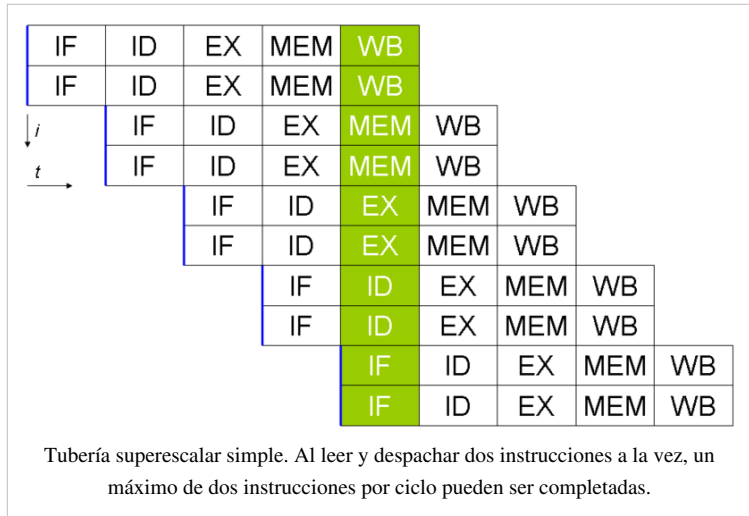 IF ID EX MEM WB
IF ID EX MEM WB
i IF ID EX MEM WB
t IF ID EX MEM WB
IF ID EX MEM WB
IF ID EX MEM WB
IF ID EX MEM WB
IF ID EX MEM WB
IF ID EX MEM WB
IF ID EX MEM WB
Tubería superescalar simple. Al leer y despachar dos instrucciones a la vez, un
máximo de dos instrucciones por ciclo pueden ser completadas.